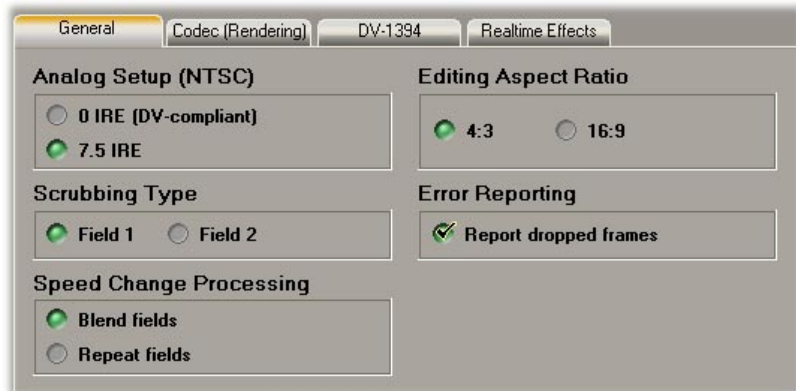 General Codec (Rendering) DV-1394 Realtime Effects
Analog Setup (NTSC)
0 IRE (DV-compliant)
7.5 IRE
Editing Aspect Ratio
4:3 16:9
Scrubbing Type
Field 1 Field 2
Error Reporting
Report dropped frames
Speed Change Processing
Blend fields
Repeat fields